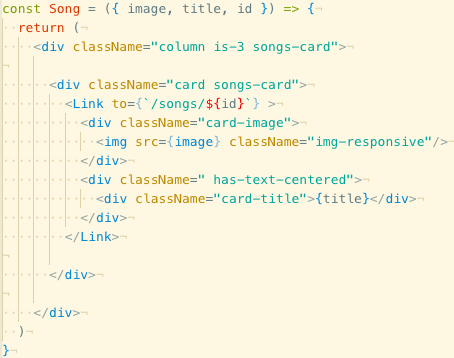 const Song = ({ image, title, id }) => {
  return (
    <div className="column is-3 songs-card">

      <div className="card songs-card">
        <Link to={`/songs/${id}`} >
          <div className="card-image">
            <img src={image} className="img-responsive"/>
          </div>
          <div className=" has-text-centered">
            <div className="card-title">{title}</div>
          </div>
        </Link>

      </div>

    </div>
  )
}